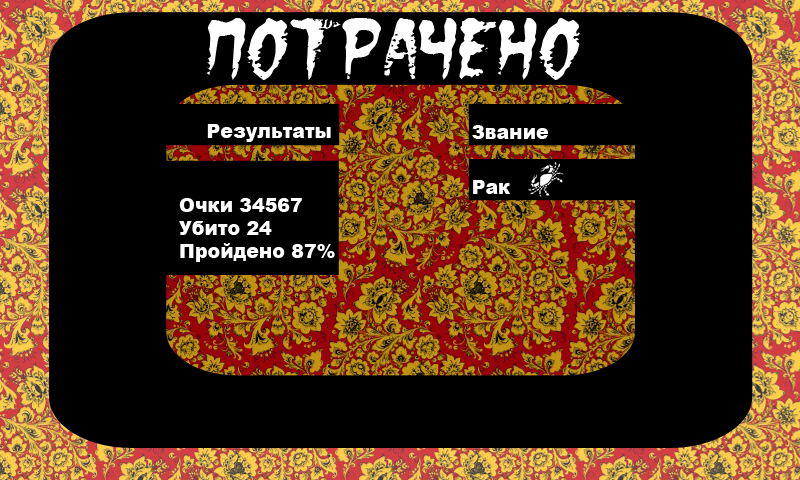 ПОТРАЧЕНО
Результаты
Звание
Рак
Очки 34567
Убито 24
Пройдено 87%